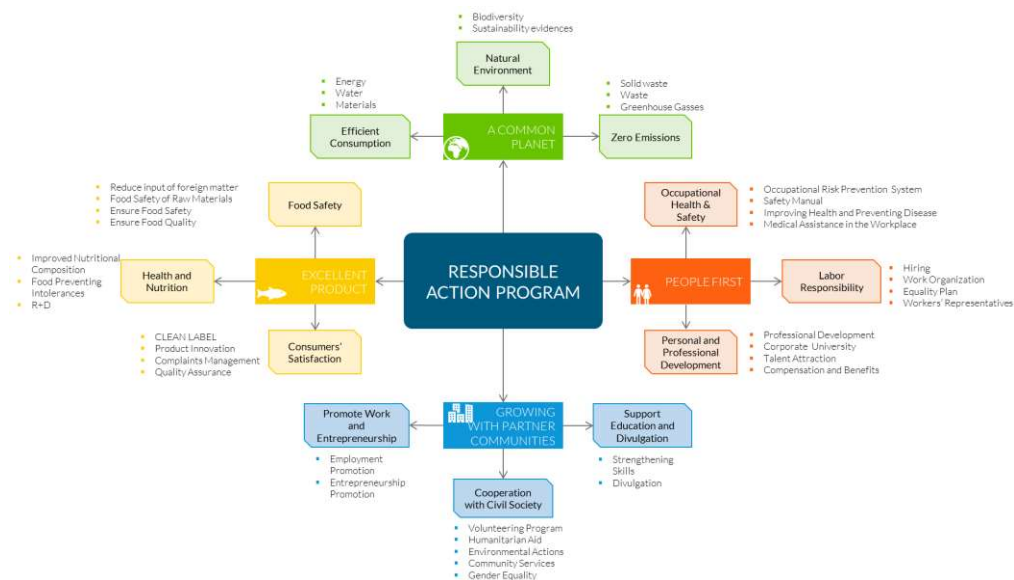 Biodiversity
Sustainability evidences
Natural
Environment
Energy
Water
Materials
Solid waste
Waste
Greenhouse Gasses
Efficient
Consumption
A COMMON
PLANET
Zero Emissions
Reduce input of foreign matter
Food Safety of Raw Materials
Ensure Food Safety
Ensure Food Quality
Food Safety
Occupational
Health &
Safety
Occupational Risk Prevention System
Safety Manual
Improving Health and Preventing Disease
Medical Assistance in the Workplace
Improved Nutritional
Composition
Food Preventing
Intolerances
R+D
Health and
Nutrition
EXCELLENT
PRODUCT
RESPONSIBLE
ACTION PROGRAM
PEOPLE FIRST
Labor
Responsibility
Hiring
Work Organization
Equality Plan
Workers' Representatives
CLEAN LABEL
Product Innovation
Complaints Management
Quality Assurance
Consumers'
Satisfaction
Personal and
Professional
Development
Professional Development
Corporate University
Talent Attraction
Compensation and Benefits
Promote Work
and
Entrepreneurship
GROWING
WITH PARTNER
COMMUNITIES
Support
Education and
Divulgation
Employment
Promotion
Entrepreneurship
Promotion
Strengthening
Skills
Divulgation
Cooperation
with Civil Society
Volunteering Program
Humanitarian Aid
Environmental Actions
Community Services
Gender Equality